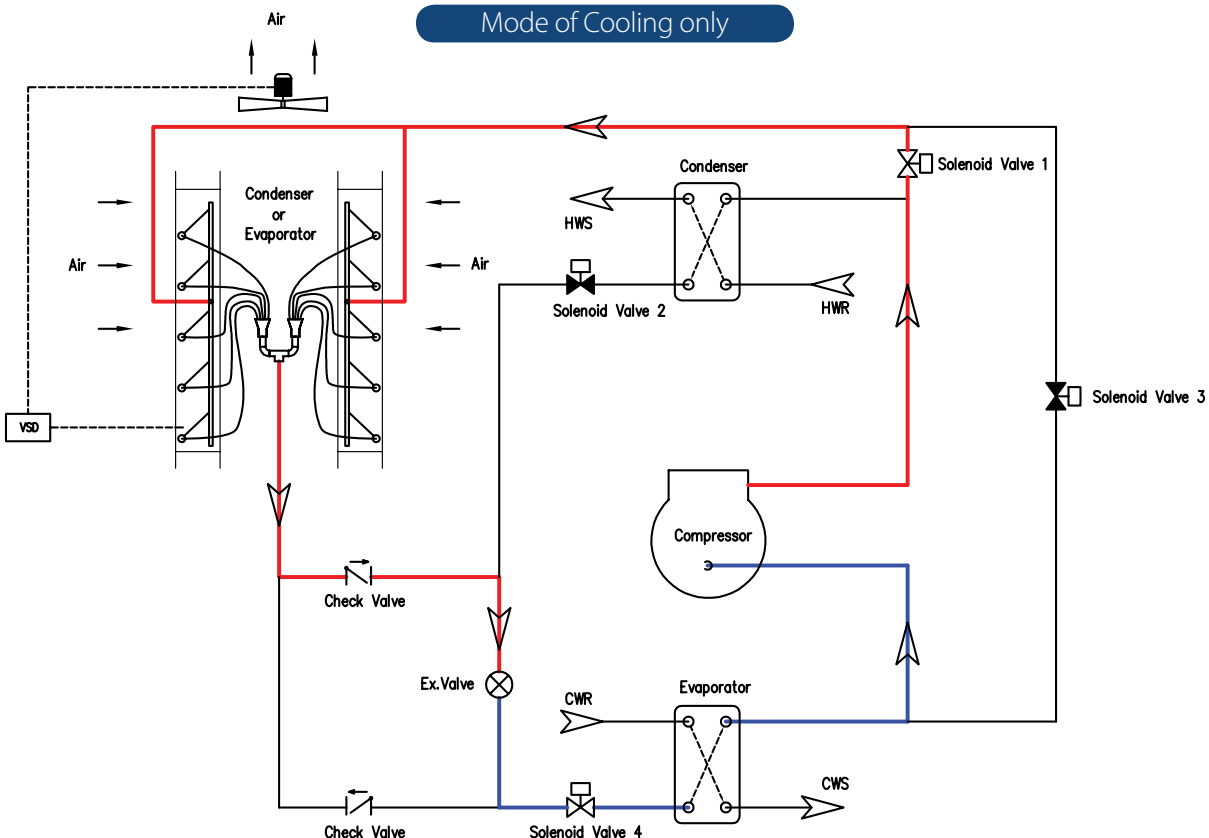 Mode of Cooling only
Air
Condenser
or
Evaporator
Air
Air
VSD
Condenser
HWS
HWR
Solenoid Valve 1
Solenoid Valve 2
Solenoid Valve 3
Compressor
Check Valve
Ex.Valve
CWR
Evaporator
CWS
Check Valve
Solenoid Valve 4